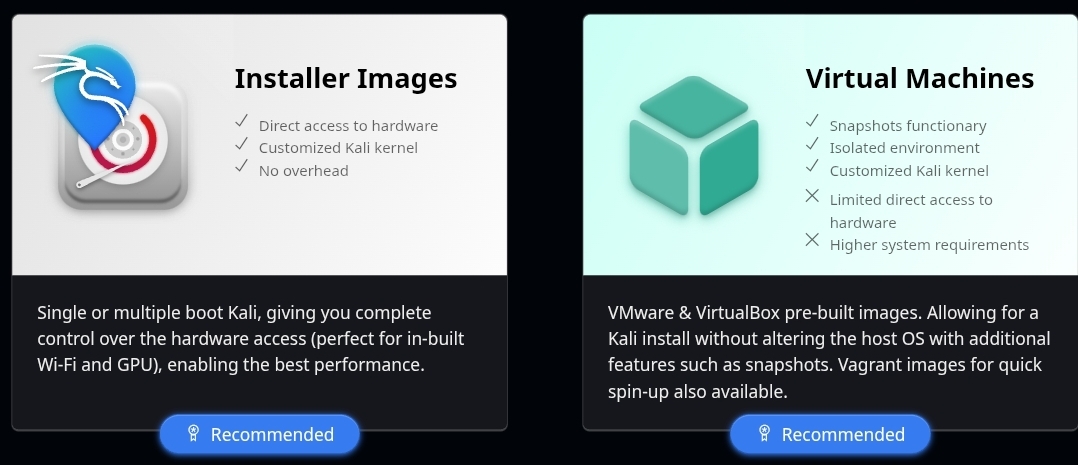 Installer Images
Direct access to hardware
Customized Kali kernel
No overhead
Single or multiple boot Kali, giving you complete
control over the hardware access (perfect for in-built
Wi-Fi and GPU), enabling the best performance.
Recommended
Virtual Machines
Snapshots functionary
Isolated environment
Customized Kali kernel
Limited direct access to
hardware
Higher system requirements
VMware & VirtualBox pre-built images. Allowing for a
Kali install without altering the host OS with additional
features such as snapshots. Vagrant images for quick
spin-up also available.
Recommended